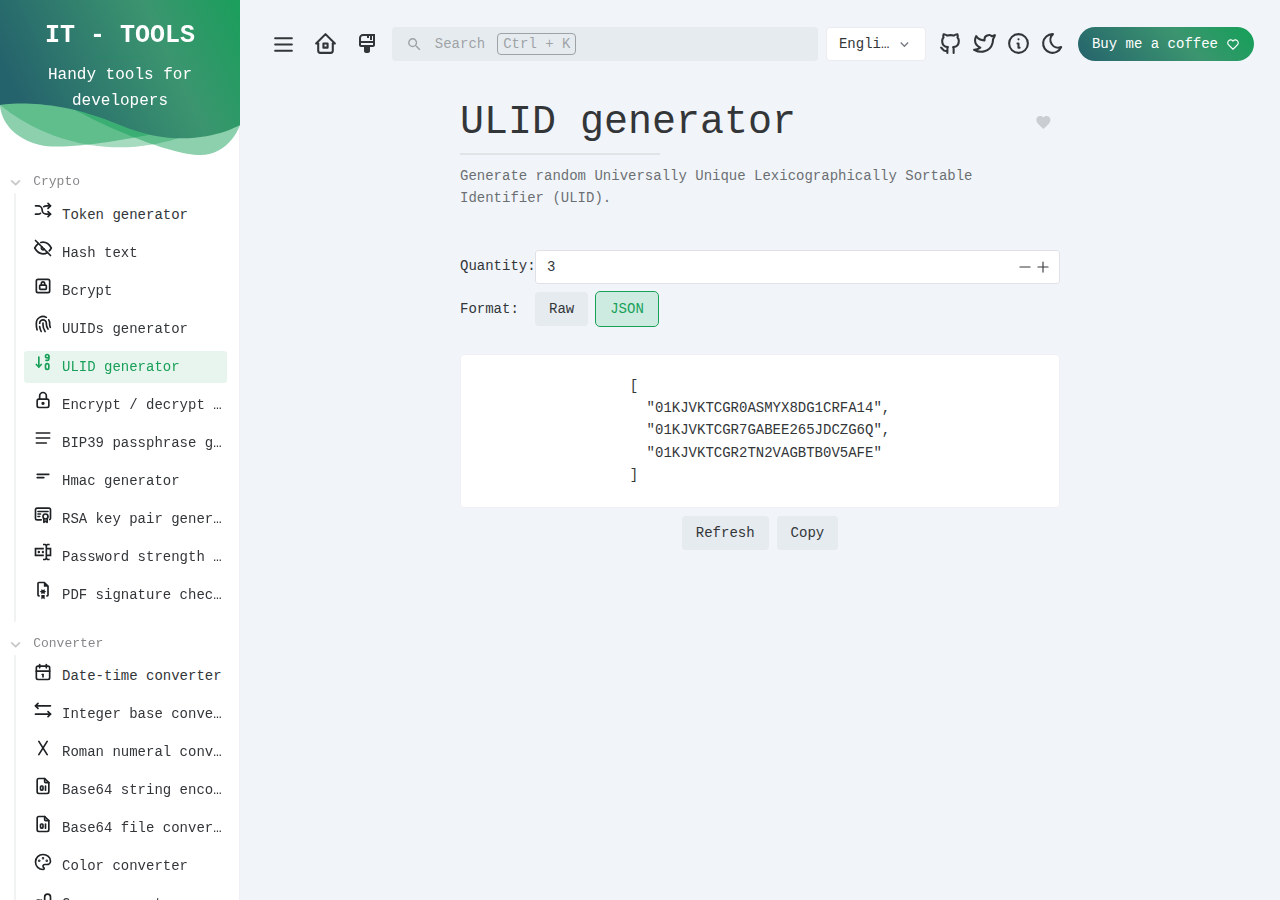 IT - TOOLS
Handy tools for
developers
Search Ctrl + K
Engli…
Buy me a coffee
Crypto
Token generator
Hash text
Bcrypt
UUIDs generator
ULID generator
Encrypt / decrypt …
BIP39 passphrase g…
Hmac generator
RSA key pair gener…
Password strength …
PDF signature chec…
Converter
Date-time converter
Integer base conve…
Roman numeral conv…
Base64 string enco…
Base64 file conver…
Color converter
ULID generator
Generate random Universally Unique Lexicographically Sortable
Identifier (ULID).
Quantity: 3
Format: Raw JSON
[
"01KJVKTCGR0ASMYX8DG1CRFA14",
"01KJVKTCGR7GABEE265JDCZG6Q",
"01KJVKTCGR2TN2VAGBTB0V5AFE"
]
Refresh Copy